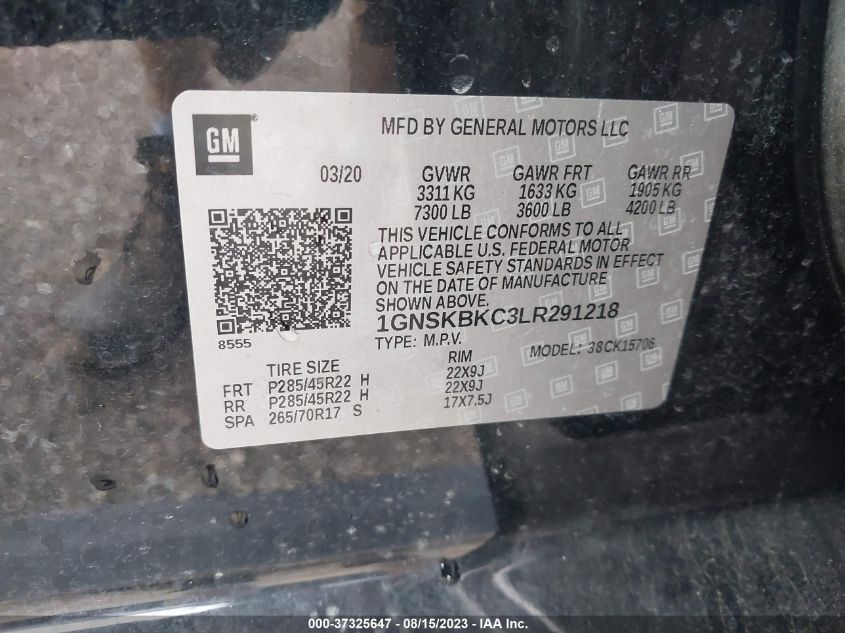 GM
MFD BY GENERAL MOTORS LLC
03/20 GVWR GAWR FRT GAWR RR
3311 KG 1633 KG 1905 KG
7300 LB 3600 LB 4200 LB
THIS VEHICLE CONFORMS TO ALL
APPLICABLE U.S. FEDERAL MOTOR
VEHICLE SAFETY STANDARDS IN EFFECT
ON THE DATE OF MANUFACTURE
SHOWN ABOVE.
1GNSKBKC3LR291218
8555
TYPE: M.P.V. MODEL: 38CK15706
TIRE SIZE RIM
FRT P285/45R22 H 22X9J
RR P285/45R22 H 22X9J
SPA 265/70R17 S 17X7.5J
000-37325647 - 08/15/2023 - IAA Inc.